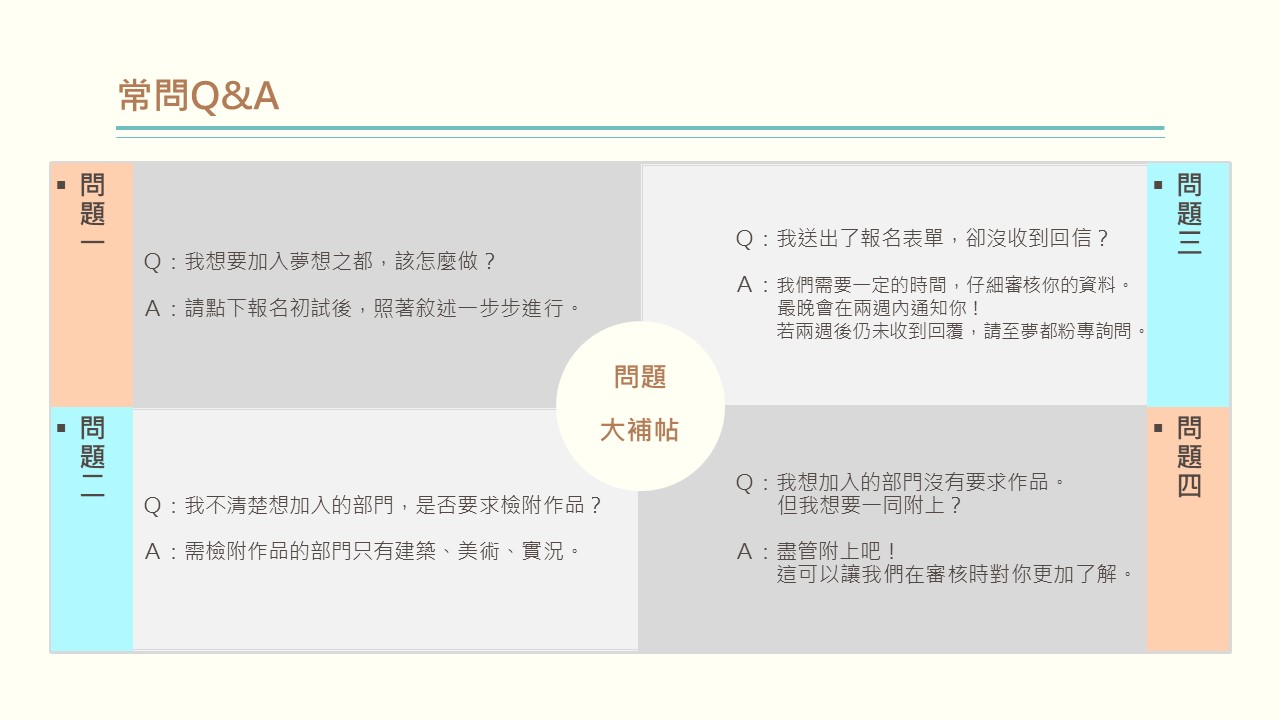 常問Q&A
▪ 問題一
Q：我想要加入夢想之都，該怎麼做？
A：請點下報名初試後，照著敘述一步步進行。
▪ 問題二
Q：我不清楚想加入的部門，是否要求檢附作品？
A：需檢附作品的部門只有建築、美術、實況。
問題
大補帖
▪ 問題三
Q：我送出了報名表單，卻沒收到回信？
A：我們需要一定的時間，仔細審核你的資料。
最晚會在兩週內通知你！
若兩週後仍未收到回覆，請至夢都粉專詢問。
▪ 問題四
Q：我想加入的部門沒有要求作品。
但我想要一同附上？
A：盡管附上吧！
這可以讓我們在審核時對你更加了解。